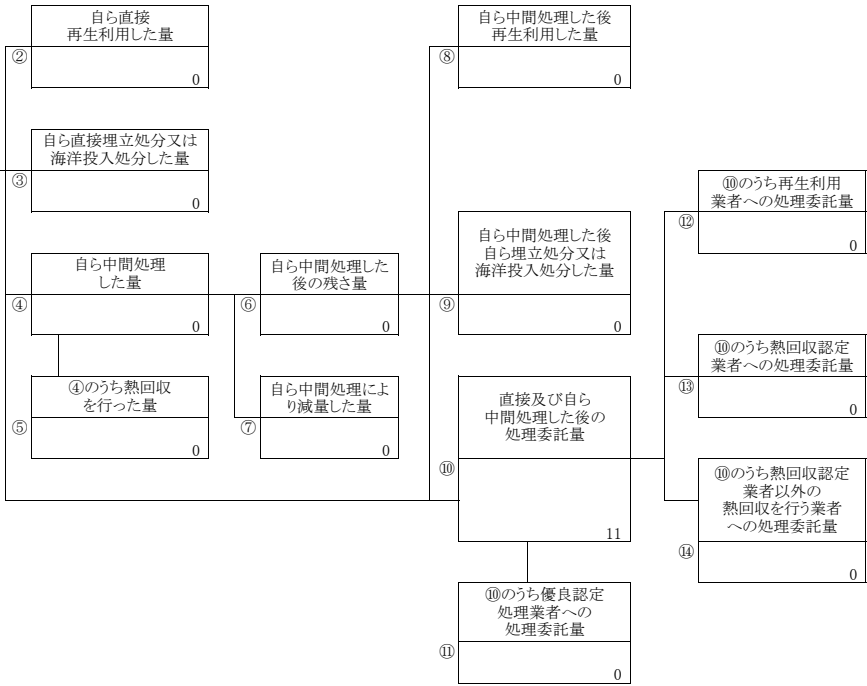 自ら直接
再生利用した量
②
0
自ら直接埋立処分又は
海洋投入処分した量
③
0
自ら中間処理
した量
④
0
④のうち熱回収
を行った量
⑤
0
自ら中間処理した
後の残さ量
⑥
0
自ら中間処理によ
り減量した量
⑦
0
自ら中間処理した後
再生利用した量
⑧
0
自ら中間処理した後
自ら埋立処分又は
海洋投入処分した量
⑨
0
直接及び自ら
中間処理した後の
処理委託量
⑩
11
⑩のうち優良認定
処理業者への
処理委託量
⑪
0
⑩のうち再生利用
業者への処理委託量
⑫
0
⑩のうち熱回収認定
業者への処理委託量
⑬
0
⑩のうち熱回収認定
業者以外の
熱回収を行う業者
への処理委託量
⑭
0